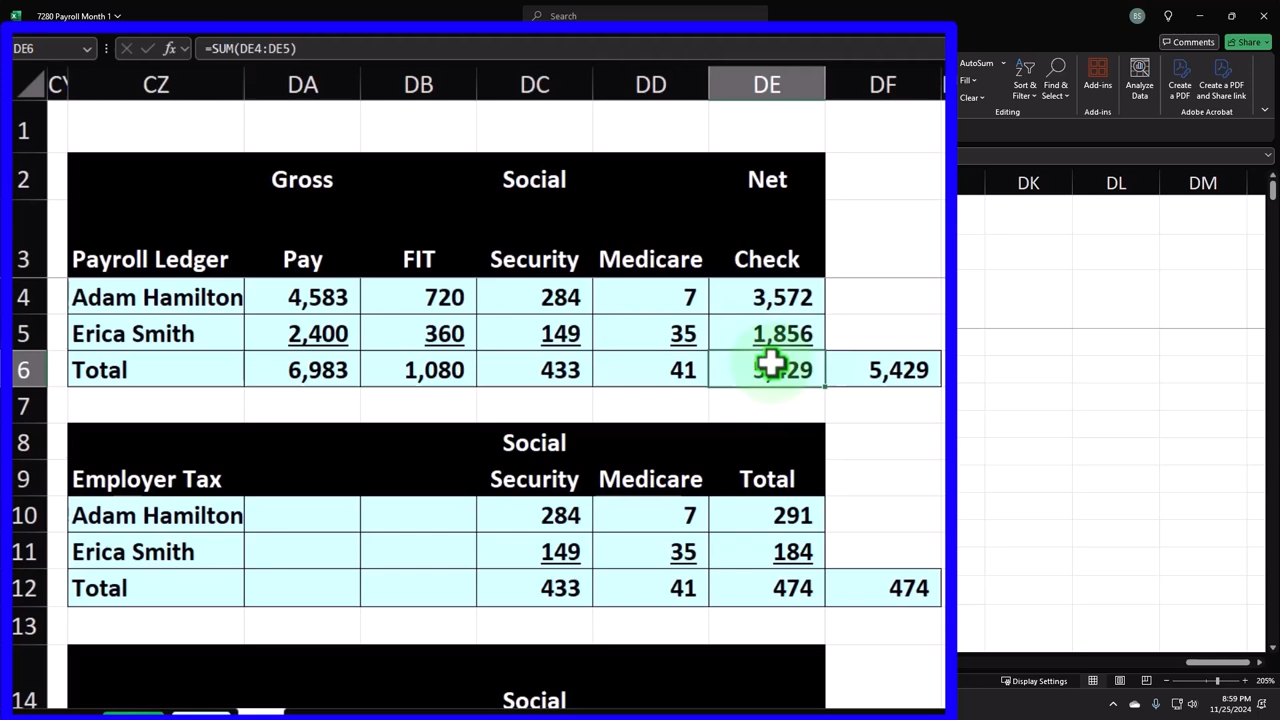 7280 Payroll Month 1
Search
BS
Comments
Share
DE6
fx
=SUM(DE4:DE5)
AutoSum
Fill
Clear
Sort &
Filter
Find &
Select
Editing
Add-ins
Add-ins
Analyze
Data
Create
a PDF
Create a PDF
and Share link
Adobe Acrobat
CY CZ DA DB DC DD DE DF
DK DL DM
1
2 Gross Social Net
3 Payroll Ledger Pay FIT Security Medicare Check
4 Adam Hamilton 4,583 720 284 7 3,572
5 Erica Smith 2,400 360 149 35 1,856
6 Total 6,983 1,080 433 41 5,429
7
8 Social
9 Employer Tax Security Medicare Total
10 Adam Hamilton 284 7 291
11 Erica Smith 149 35 184
12 Total 433 41 474 474
13
14 Social
Display Settings
205%
8:59 PM
11/25/2024